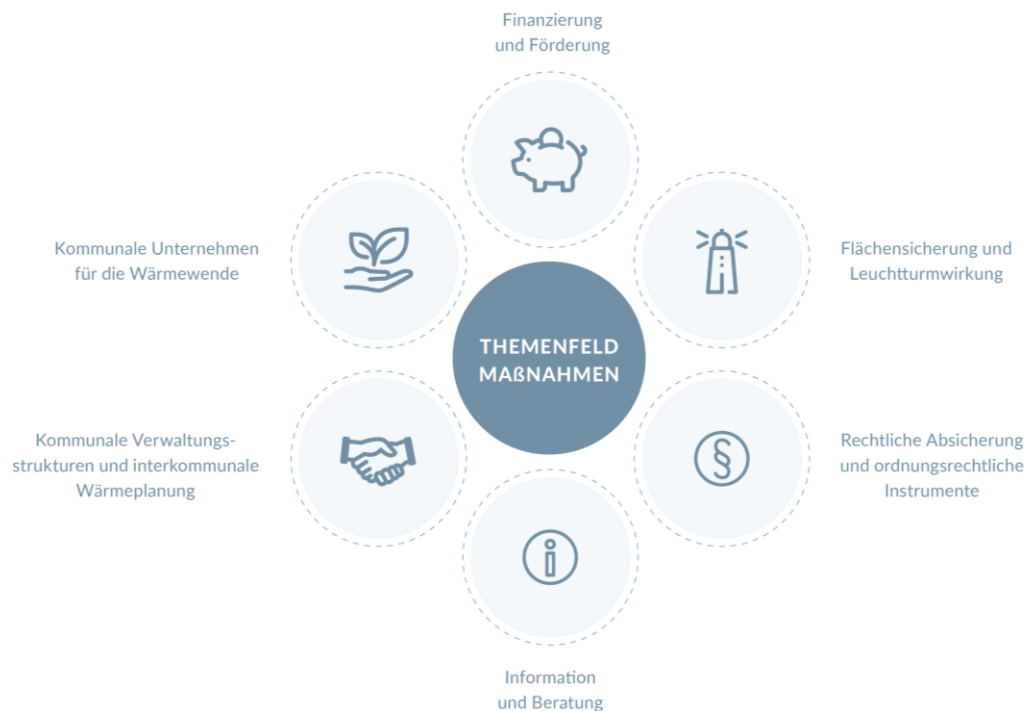 Finanzierung
und Förderung
Kommunale Unternehmen
für die Wärmewende
Flächensicherung und
Leuchtturmwirkung
THEMENFELD
MAßNAHMEN
Kommunale Verwaltungs-
strukturen und interkommunale
Wärmeplanung
Rechtliche Absicherung
und ordnungsrechtliche
Instrumente
§
i
Information
und Beratung